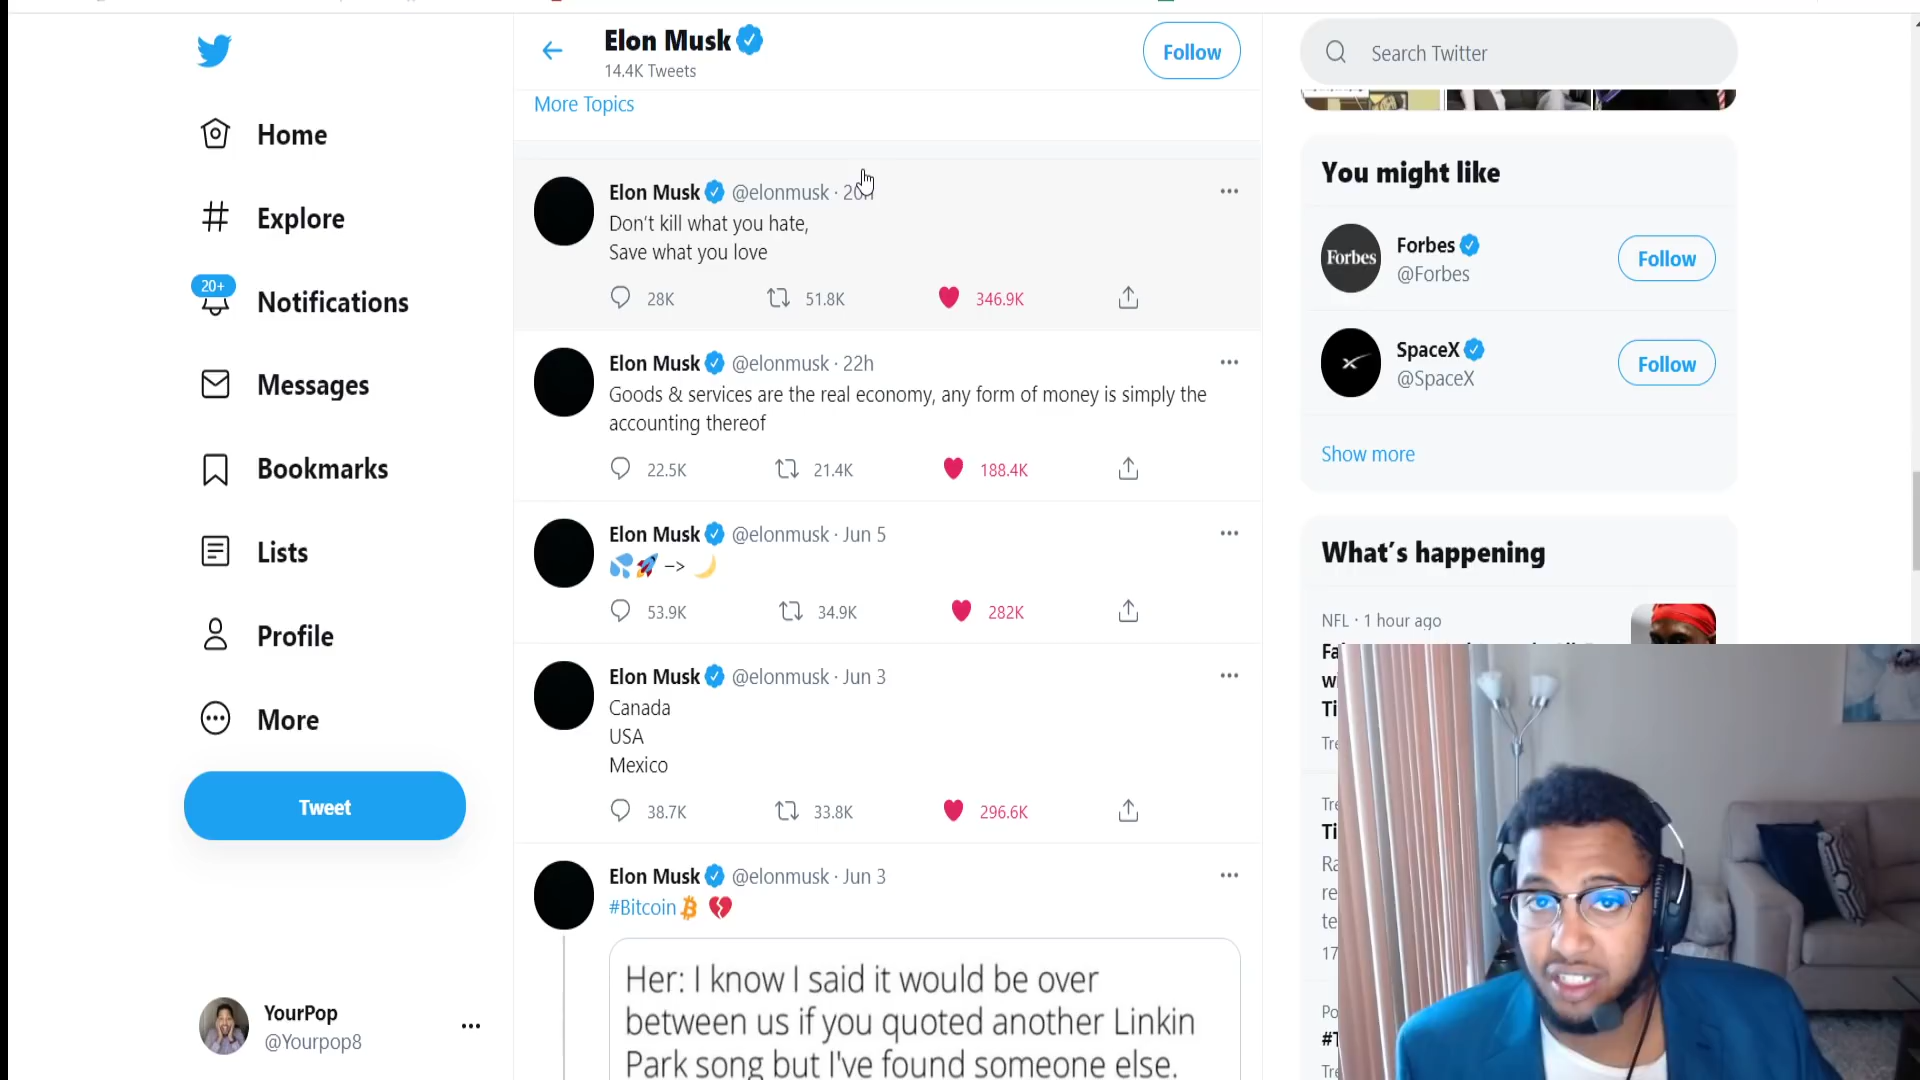 Elon Musk
14.4K Tweets
Follow
Search Twitter
More Topics
Home
Explore
20+
Notifications
Messages
Bookmarks
Lists
Profile
More
Tweet
YourPop
@Yourpop8
Elon Musk @elonmusk · 20h
Don't kill what you hate,
Save what you love
28K 51.8K 346.9K
Elon Musk @elonmusk · 22h
Goods & services are the real economy, any form of money is simply the
accounting thereof
22.5K 21.4K 188.4K
Elon Musk @elonmusk · Jun 5
💦🚀 –> 🌙
53.9K 34.9K 282K
Elon Musk @elonmusk · Jun 3
Canada
USA
Mexico
38.7K 33.8K 296.6K
Elon Musk @elonmusk · Jun 3
#Bitcoin 💔
Her: I know I said it would be over
between us if you quoted another Linkin
Park song but I've found someone else.
You might like
Forbes
Forbes
@Forbes
Follow
SpaceX
@SpaceX
Follow
Show more
What's happening
NFL · 1 hour ago